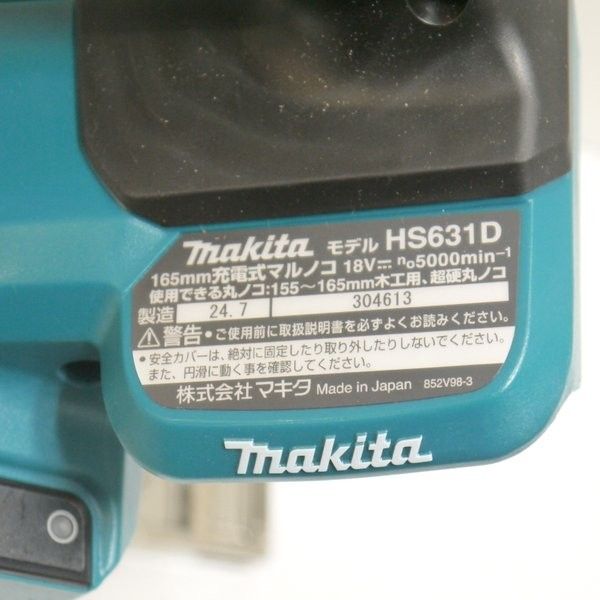 makita モデル HS631D
165mm充電式マルノコ 18V⎓ n₀5000min⁻¹
使用できる丸ノコ:155～165mm木工用、超硬丸ノコ
製造 24.7 304613
⚠警告・ご使用前に取扱説明書を必ずよくお読みください。
・安全カバーは、絶対に固定したり取り外したりしないでください。
また、円滑に動く事を確認してください。
株式会社マキタ Made in Japan 852V98-3
makita